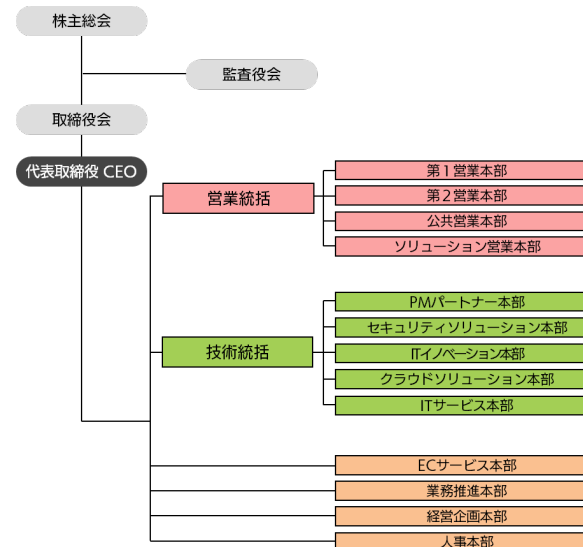 株主総会
監査役会
取締役会
代表取締役 CEO
営業統括
第1営業本部
第2営業本部
公共営業本部
ソリューション営業本部
技術統括
PMパートナー本部
セキュリティソリューション本部
ITイノベーション本部
クラウドソリューション本部
ITサービス本部
ECサービス本部
業務推進本部
経営企画本部
人事本部